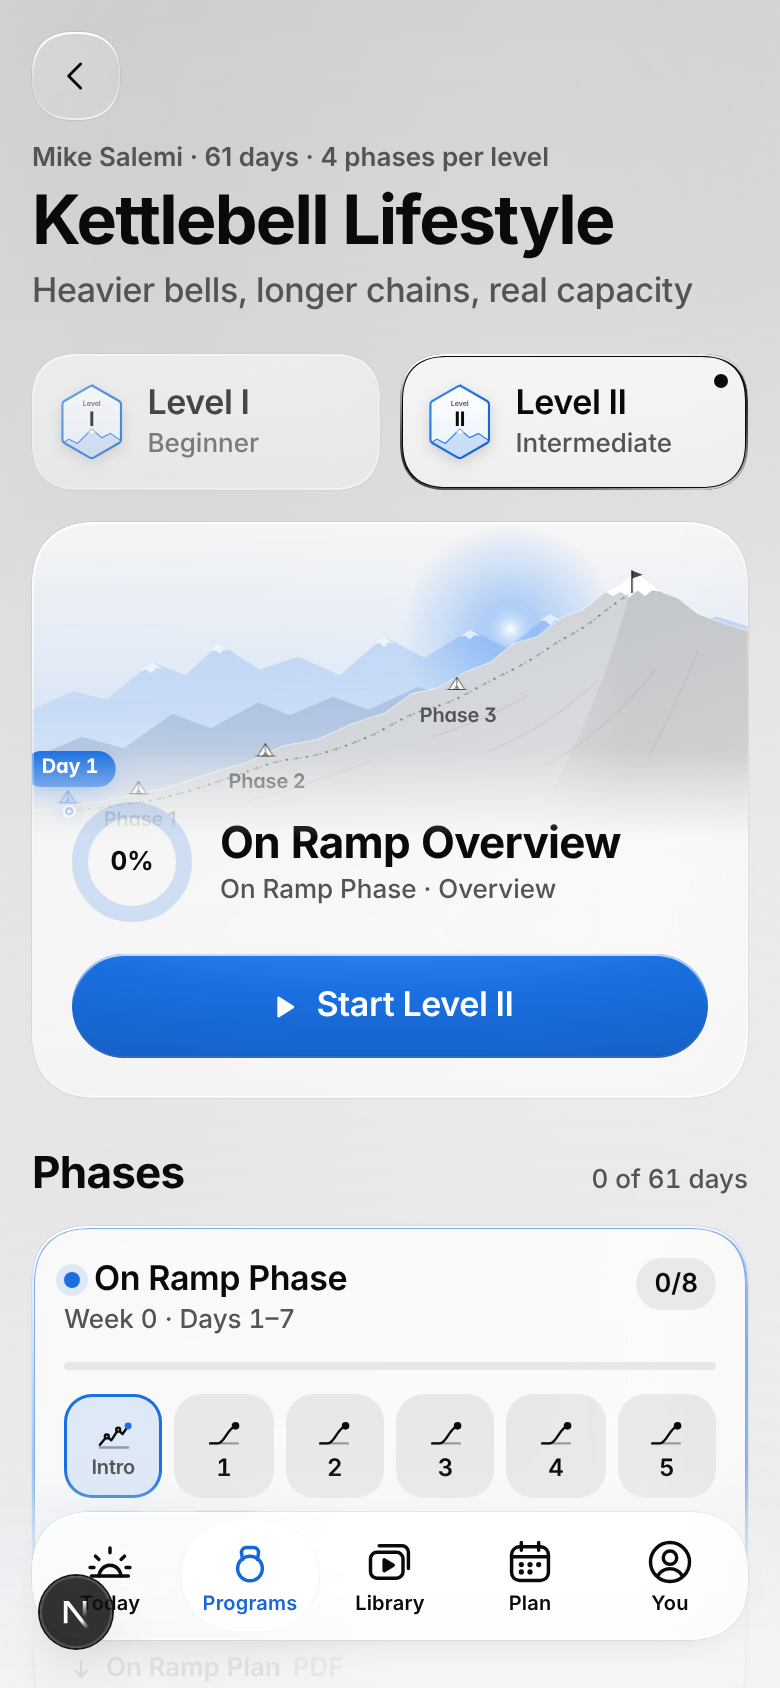 Mike Salemi · 61 days · 4 phases per level
Kettlebell Lifestyle
Heavier bells, longer chains, real capacity
Level
I
Level I
Beginner
Level
II
Level II
Intermediate
Phase 3
Day 1
Phase 2
Phase 1
0%
On Ramp Overview
On Ramp Phase · Overview
Start Level II
Phases
0 of 61 days
On Ramp Phase
0/8
Week 0 · Days 1–7
Intro
1
2
3
4
5
Today
Programs
Library
Plan
You
N
On Ramp Plan PDF